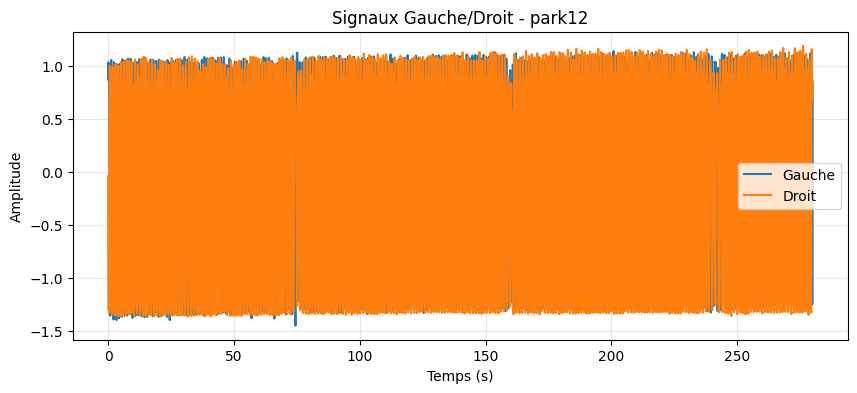 Signaux Gauche/Droit - park12
Amplitude
1.0
0.5
0.0
−0.5
−1.0
−1.5
Gauche
Droit
0 50 100 150 200 250
Temps (s)